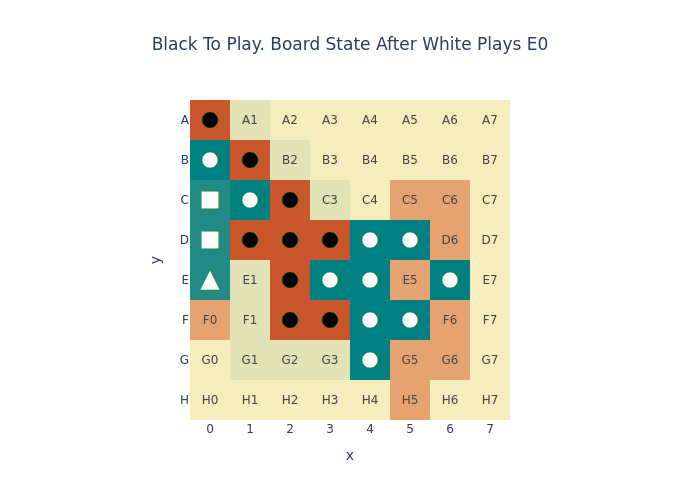 Black To Play. Board State After White Plays E0
A A1 A2 A3 A4 A5 A6 A7
B B2 B3 B4 B5 B6 B7
C C3 C4 C5 C6 C7
D D6 D7
y
E E1 E5 E7
F F0 F1 F6 F7
G G0 G1 G2 G3 G5 G6 G7
H H0 H1 H2 H3 H4 H5 H6 H7
0 1 2 3 4 5 6 7
x